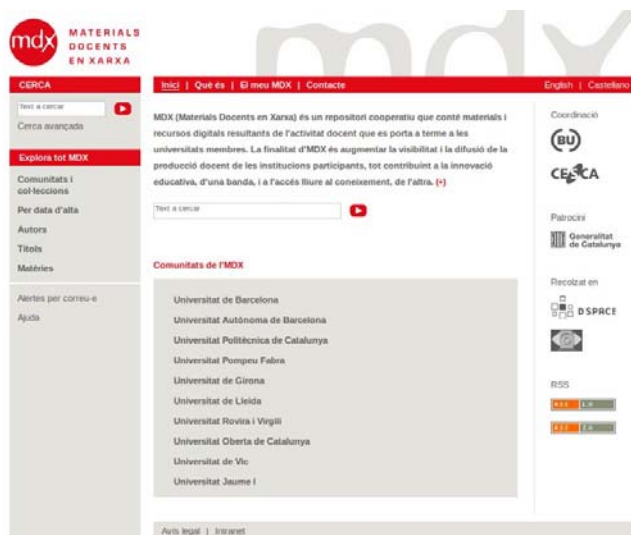 mdx
MATERIALS
DOCENTS
EN XARXA
mdx
CERCA
Inici | Què és | El meu MDX | Contacte
English | Castellano
Text a cercar
Cerca avançada
Explora tot MDX
Comunitats i
col·leccions
Per data d'alta
Autors
Títols
Matèries
Alertes per correu-e
Ajuda
MDX (Materials Docents en Xarxa) és un repositori cooperatiu que conté materials i
recursos digitals resultants de l'activitat docent que es porta a terme a les
universitats membres. La finalitat d'MDX és augmentar la visibilitat i la difusió de la
producció docent de les institucions participants, tot contribuint a la innovació
educativa, d'una banda, i a l'accés lliure al coneixement, de l'altra. (+)
Text a cercar
Comunitats de l'MDX
Universitat de Barcelona
Universitat Autònoma de Barcelona
Universitat Politècnica de Catalunya
Universitat Pompeu Fabra
Universitat de Girona
Universitat de Lleida
Universitat Rovira i Virgili
Universitat Oberta de Catalunya
Universitat de Vic
Universitat Jaume I
Avís legal | Intranet
Coordinació
BU
CESCA
Patrocini
Generalitat
de Catalunya
Recolzat en
DSPACE
RSS
RSS 1.0
RSS 2.0